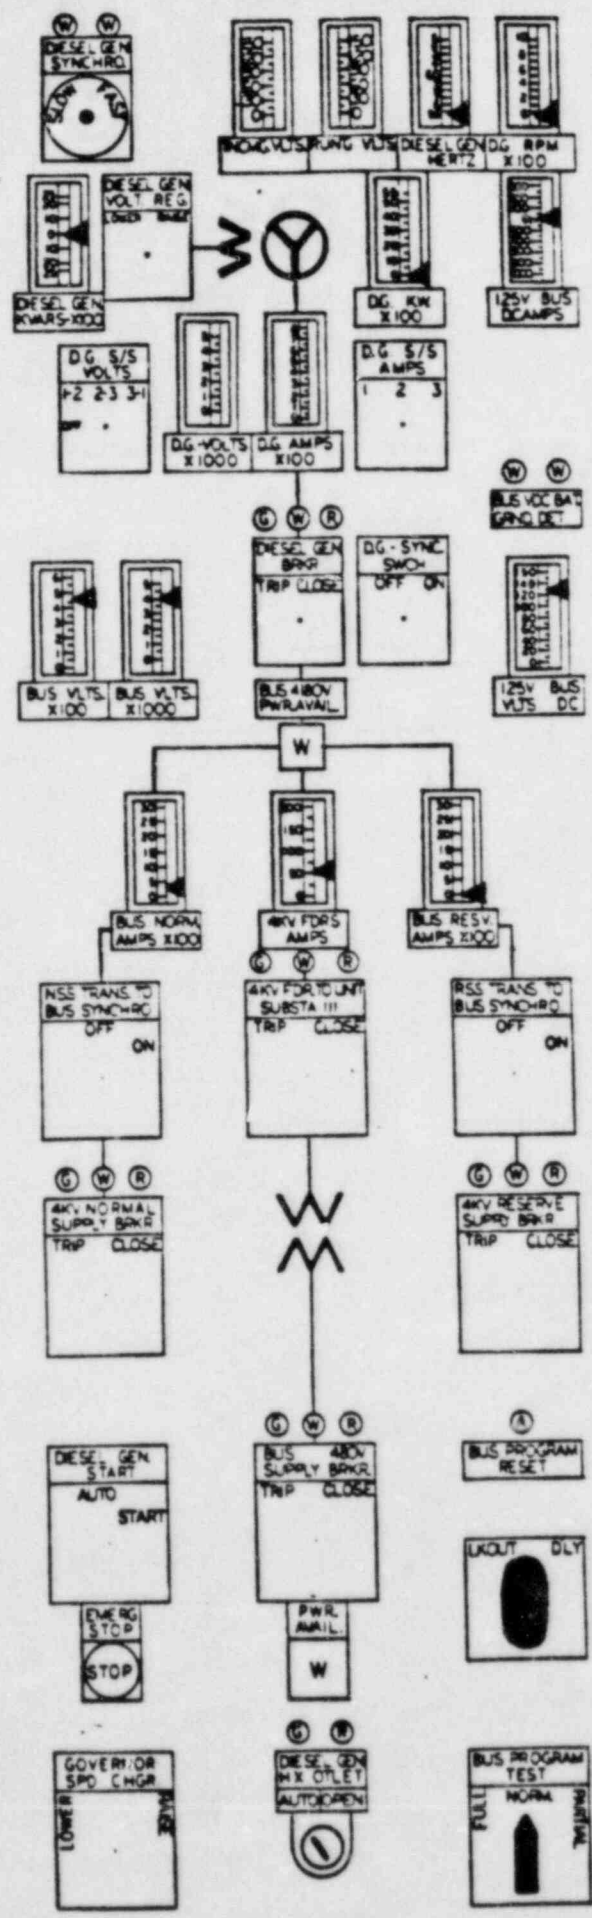 W W
DIESEL GEN
SYNCHRO.
SLOW FAST
RUN'G VLTS
DIESEL GEN
HERTZ
D.G. RPM
X100
DIESEL GEN
VOLT REG.
LOWER RAISE
DIESEL GEN
KVARS-X100
D.G. KW
X100
125V BUS
DCAMPS
D.G. S/S
VOLTS
1-2 2-3 3-1
OFF
D.G.-VOLTS
X1000
D.G. AMPS
X100
D.G. S/S
AMPS
1 2 3
W W
BUS VDC BAT
GRND. DET.
G W R
DIESEL GEN
BRKR
TRIP CLOSE
D.G.-SYNC.
SWCH
OFF ON
BUS VLTS.
X100
BUS VLTS.
X1000
125V BUS
VLTS DC
BUS 4160V
PWR.AVAIL.
W
BUS NORM.
AMPS X100
4KV FDRS
AMPS
BUS RESV.
AMPS X100
G W R
NSS TRANS. TO
BUS SYNCHRO
OFF
ON
4KV FDR.TO UNIT
SUBSTA 111
TRIP CLOSE
RSS TRANS. TO
BUS SYNCHRO
OFF
ON
G W R
4KV NORMAL
SUPPLY BRKR
TRIP CLOSE
G W R
4KV RESERVE
SUPPLY BRKR
TRIP CLOSE
DIESEL GEN.
START
AUTO
START
EMERG
STOP
STOP
G W R
BUS 480V
SUPPLY BRKR
TRIP CLOSE
PWR.
AVAIL.
W
A
BUS PROGRAM
RESET
LKOUT DLY
GOVERNOR
SPD CHGR
LOWER RAISE
G R
DIESEL GEN
HX OTLET
AUTO OPEN
BUS PROGRAM
TEST
FULL NORM. PARTIAL